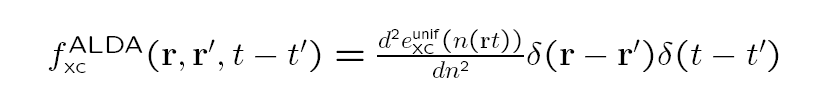 f_xc^ALDA(r, r′, t − t′) = d²e_xc^unif(n(rt)) / dn² δ(r − r′)δ(t − t′)